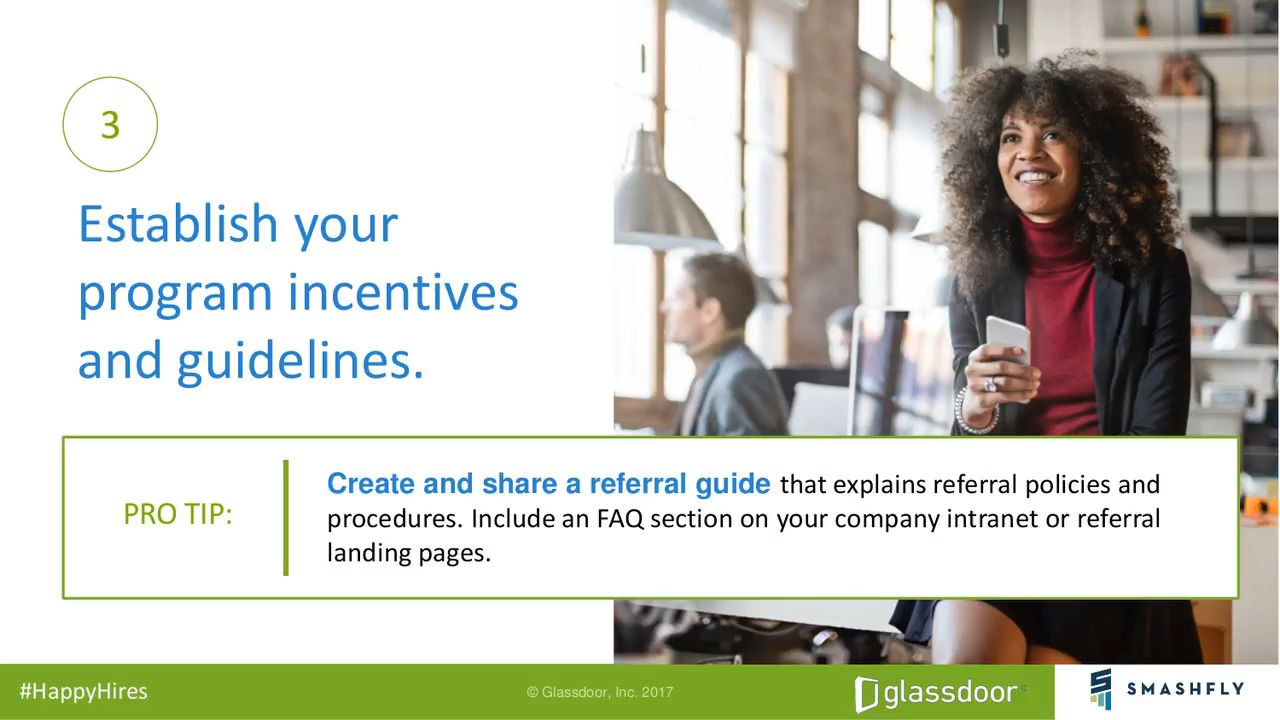 3
Establish your
program incentives
and guidelines.
PRO TIP:
Create and share a referral guide that explains referral policies and
procedures. Include an FAQ section on your company intranet or referral
landing pages.
#HappyHires
© Glassdoor, Inc. 2017
glassdoor
SMASHFLY